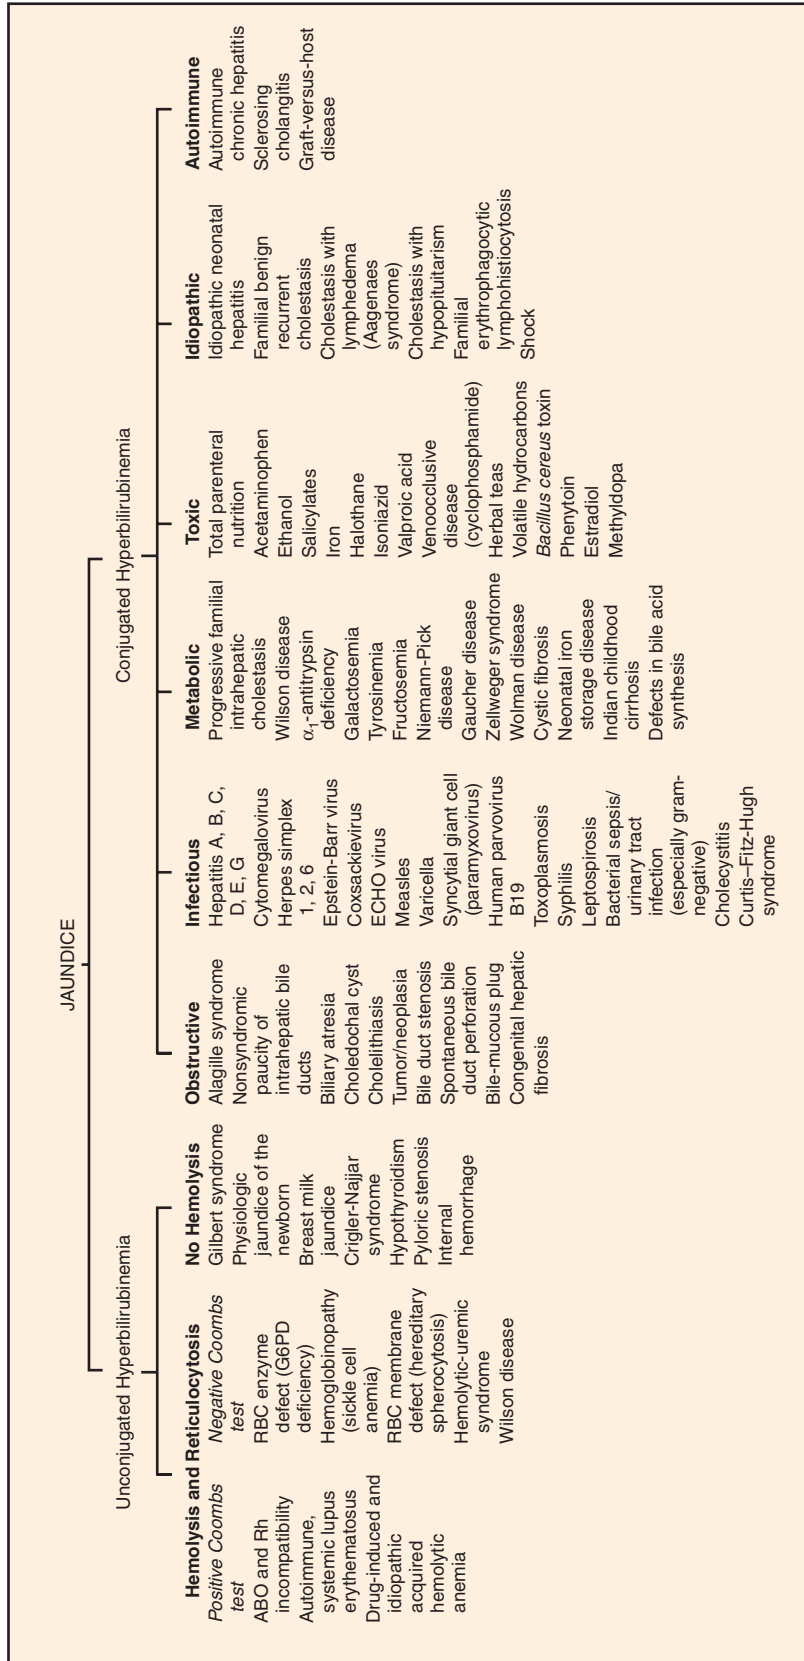 JAUNDICE
Unconjugated Hyperbilirubinemia
Hemolysis and Reticulocytosis
Positive Coombs
test
ABO and Rh
incompatibility
Autoimmune,
systemic lupus
erythematosus
Drug-induced and
idiopathic
acquired
hemolytic
anemia
Negative Coombs
test
RBC enzyme
defect (G6PD
deficiency)
Hemoglobinopathy
(sickle cell
anemia)
RBC membrane
defect (hereditary
spherocytosis)
Hemolytic-uremic
syndrome
Wilson disease
No Hemolysis
Gilbert syndrome
Physiologic
jaundice of the
newborn
Breast milk
jaundice
Crigler-Najjar
syndrome
Hypothyroidism
Pyloric stenosis
Internal
hemorrhage
Conjugated Hyperbilirubinemia
Obstructive
Alagille syndrome
Nonsyndromic
paucity of
intrahepatic bile
ducts
Biliary atresia
Choledochal cyst
Cholelithiasis
Tumor/neoplasia
Bile duct stenosis
Spontaneous bile
duct perforation
Bile-mucous plug
Congenital hepatic
fibrosis
Infectious
Hepatitis A, B, C,
D, E, G
Cytomegalovirus
Herpes simplex
1, 2, 6
Epstein-Barr virus
Coxsackievirus
ECHO virus
Measles
Varicella
Syncytial giant cell
(paramyxovirus)
Human parvovirus
B19
Toxoplasmosis
Syphilis
Leptospirosis
Bacterial sepsis/
urinary tract
infection
(especially gram-
negative)
Cholecystitis
Curtis–Fitz-Hugh
syndrome
Metabolic
Progressive familial
intrahepatic
cholestasis
Wilson disease
α1-antitrypsin
deficiency
Galactosemia
Tyrosinemia
Fructosemia
Niemann-Pick
disease
Gaucher disease
Zellweger syndrome
Wolman disease
Cystic fibrosis
Neonatal iron
storage disease
Indian childhood
cirrhosis
Defects in bile acid
synthesis
Toxic
Total parenteral
nutrition
Acetaminophen
Ethanol
Salicylates
Iron
Halothane
Isoniazid
Valproic acid
Venoocclusive
disease
(cyclophosphamide)
Herbal teas
Volatile hydrocarbons
Bacillus cereus toxin
Phenytoin
Estradiol
Methyldopa
Idiopathic
Idiopathic neonatal
hepatitis
Familial benign
recurrent
cholestasis
Cholestasis with
lymphedema
(Aagenaes
syndrome)
Cholestasis with
hypopituitarism
Familial
erythrophagocytic
lymphohistiocytosis
Shock
Autoimmune
Autoimmune
chronic hepatitis
Sclerosing
cholangitis
Graft-versus-host
disease